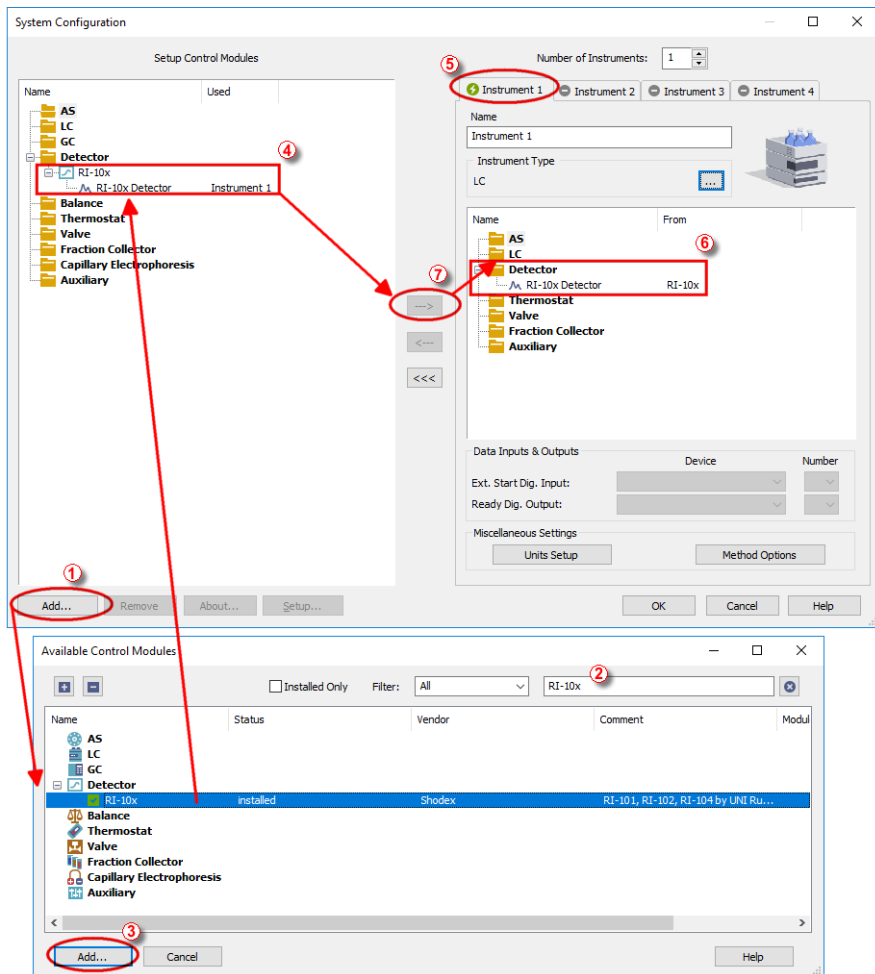 System Configuration
Setup Control Modules
Number of Instruments: 1
⑤
Name Used
AS
LC
GC
Detector
④
RI-10x
RI-10x Detector Instrument 1
Balance
Thermostat
Valve
Fraction Collector
Capillary Electrophoresis
Auxiliary
⑦
--->
<---
<<<
Instrument 1 Instrument 2 Instrument 3 Instrument 4
Name
Instrument 1
Instrument Type
LC ...
Name From
AS
⑥
LC
Detector
RI-10x Detector RI-10x
Thermostat
Valve
Fraction Collector
Auxiliary
Data Inputs & Outputs
Device Number
Ext. Start Dig. Input:
Ready Dig. Output:
Miscellaneous Settings
Units Setup Method Options
①
Add... Remove About... Setup...
OK Cancel Help
Available Control Modules
②
Installed Only Filter: All RI-10x
Name Status Vendor Comment Modul
AS
LC
GC
Detector
RI-10x installed Shodex RI-101, RI-102, RI-104 by UNI Ru...
Balance
Thermostat
Valve
Fraction Collector
Capillary Electrophoresis
Auxiliary
③
Add... Cancel Help